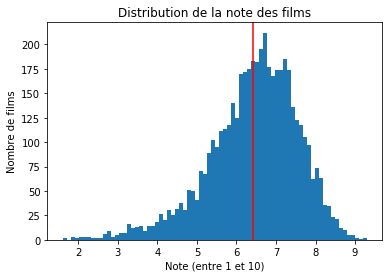 Distribution de la note des films
Nombre de films
200
175
150
125
100
75
50
25
0
2 3 4 5 6 7 8 9
Note (entre 1 et 10)